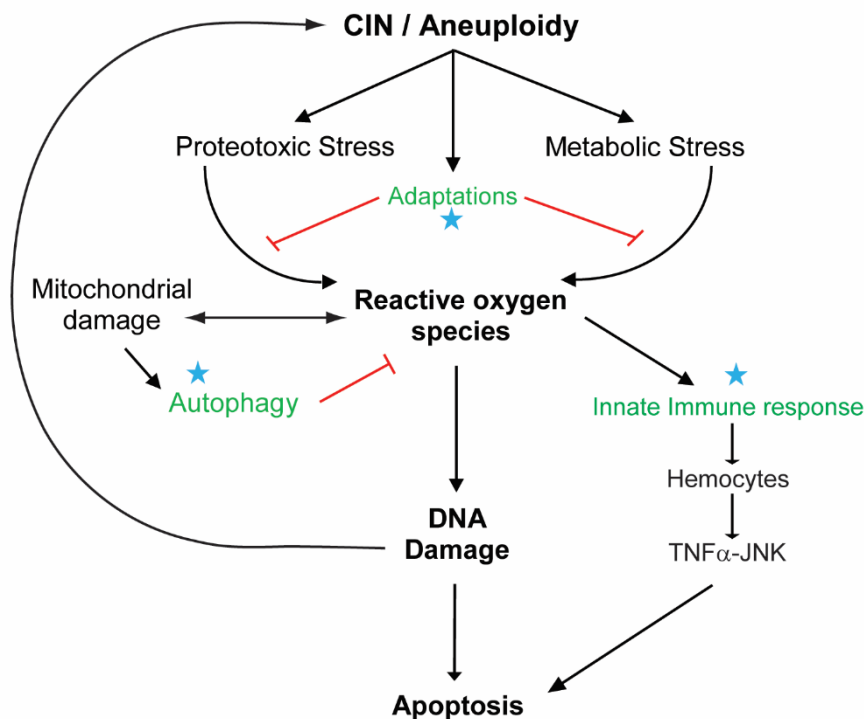 CIN / Aneuploidy
Proteotoxic Stress
Metabolic Stress
Adaptations
Mitochondrial
damage
Reactive oxygen
species
Autophagy
Innate Immune response
Hemocytes
DNA
Damage
TNFα-JNK
Apoptosis